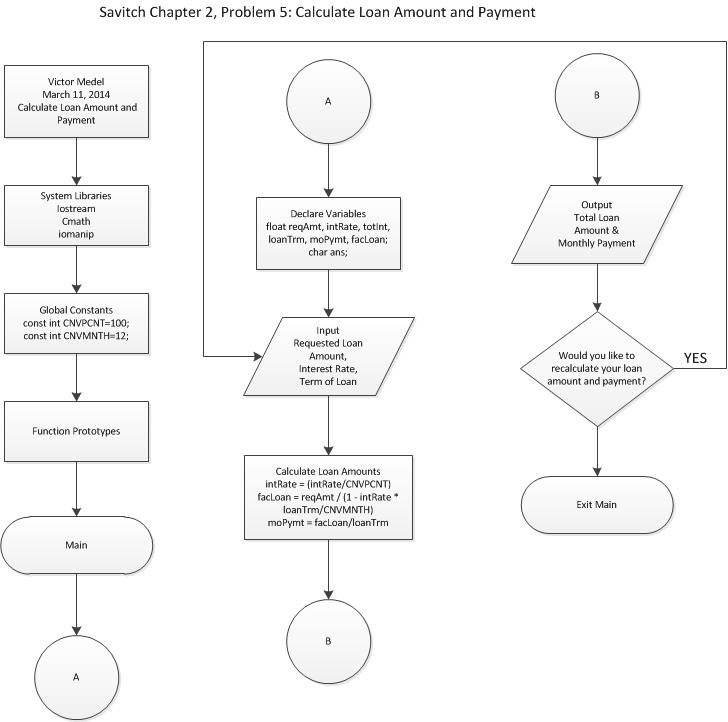 Savitch Chapter 2, Problem 5: Calculate Loan Amount and Payment
Victor Medel
March 11, 2014
Calculate Loan Amount and
Payment
System Libraries
Iostream
Cmath
iomanip
Global Constants
const int CNVPCNT=100;
const int CNVMNTH=12;
Function Prototypes
Main
A
A
Declare Variables
float reqAmt, intRate, totInt,
loanTrm, moPymt, facLoan;
char ans;
Input
Requested Loan
Amount,
Interest Rate,
Term of Loan
Calculate Loan Amounts
intRate = (intRate/CNVPCNT)
facLoan = reqAmt / (1 - intRate *
loanTrm/CNVMNTH)
moPymt = facLoan/loanTrm
B
B
Output
Total Loan
Amount &
Monthly Payment
Would you like to
recalculate your loan
amount and payment?
YES
Exit Main